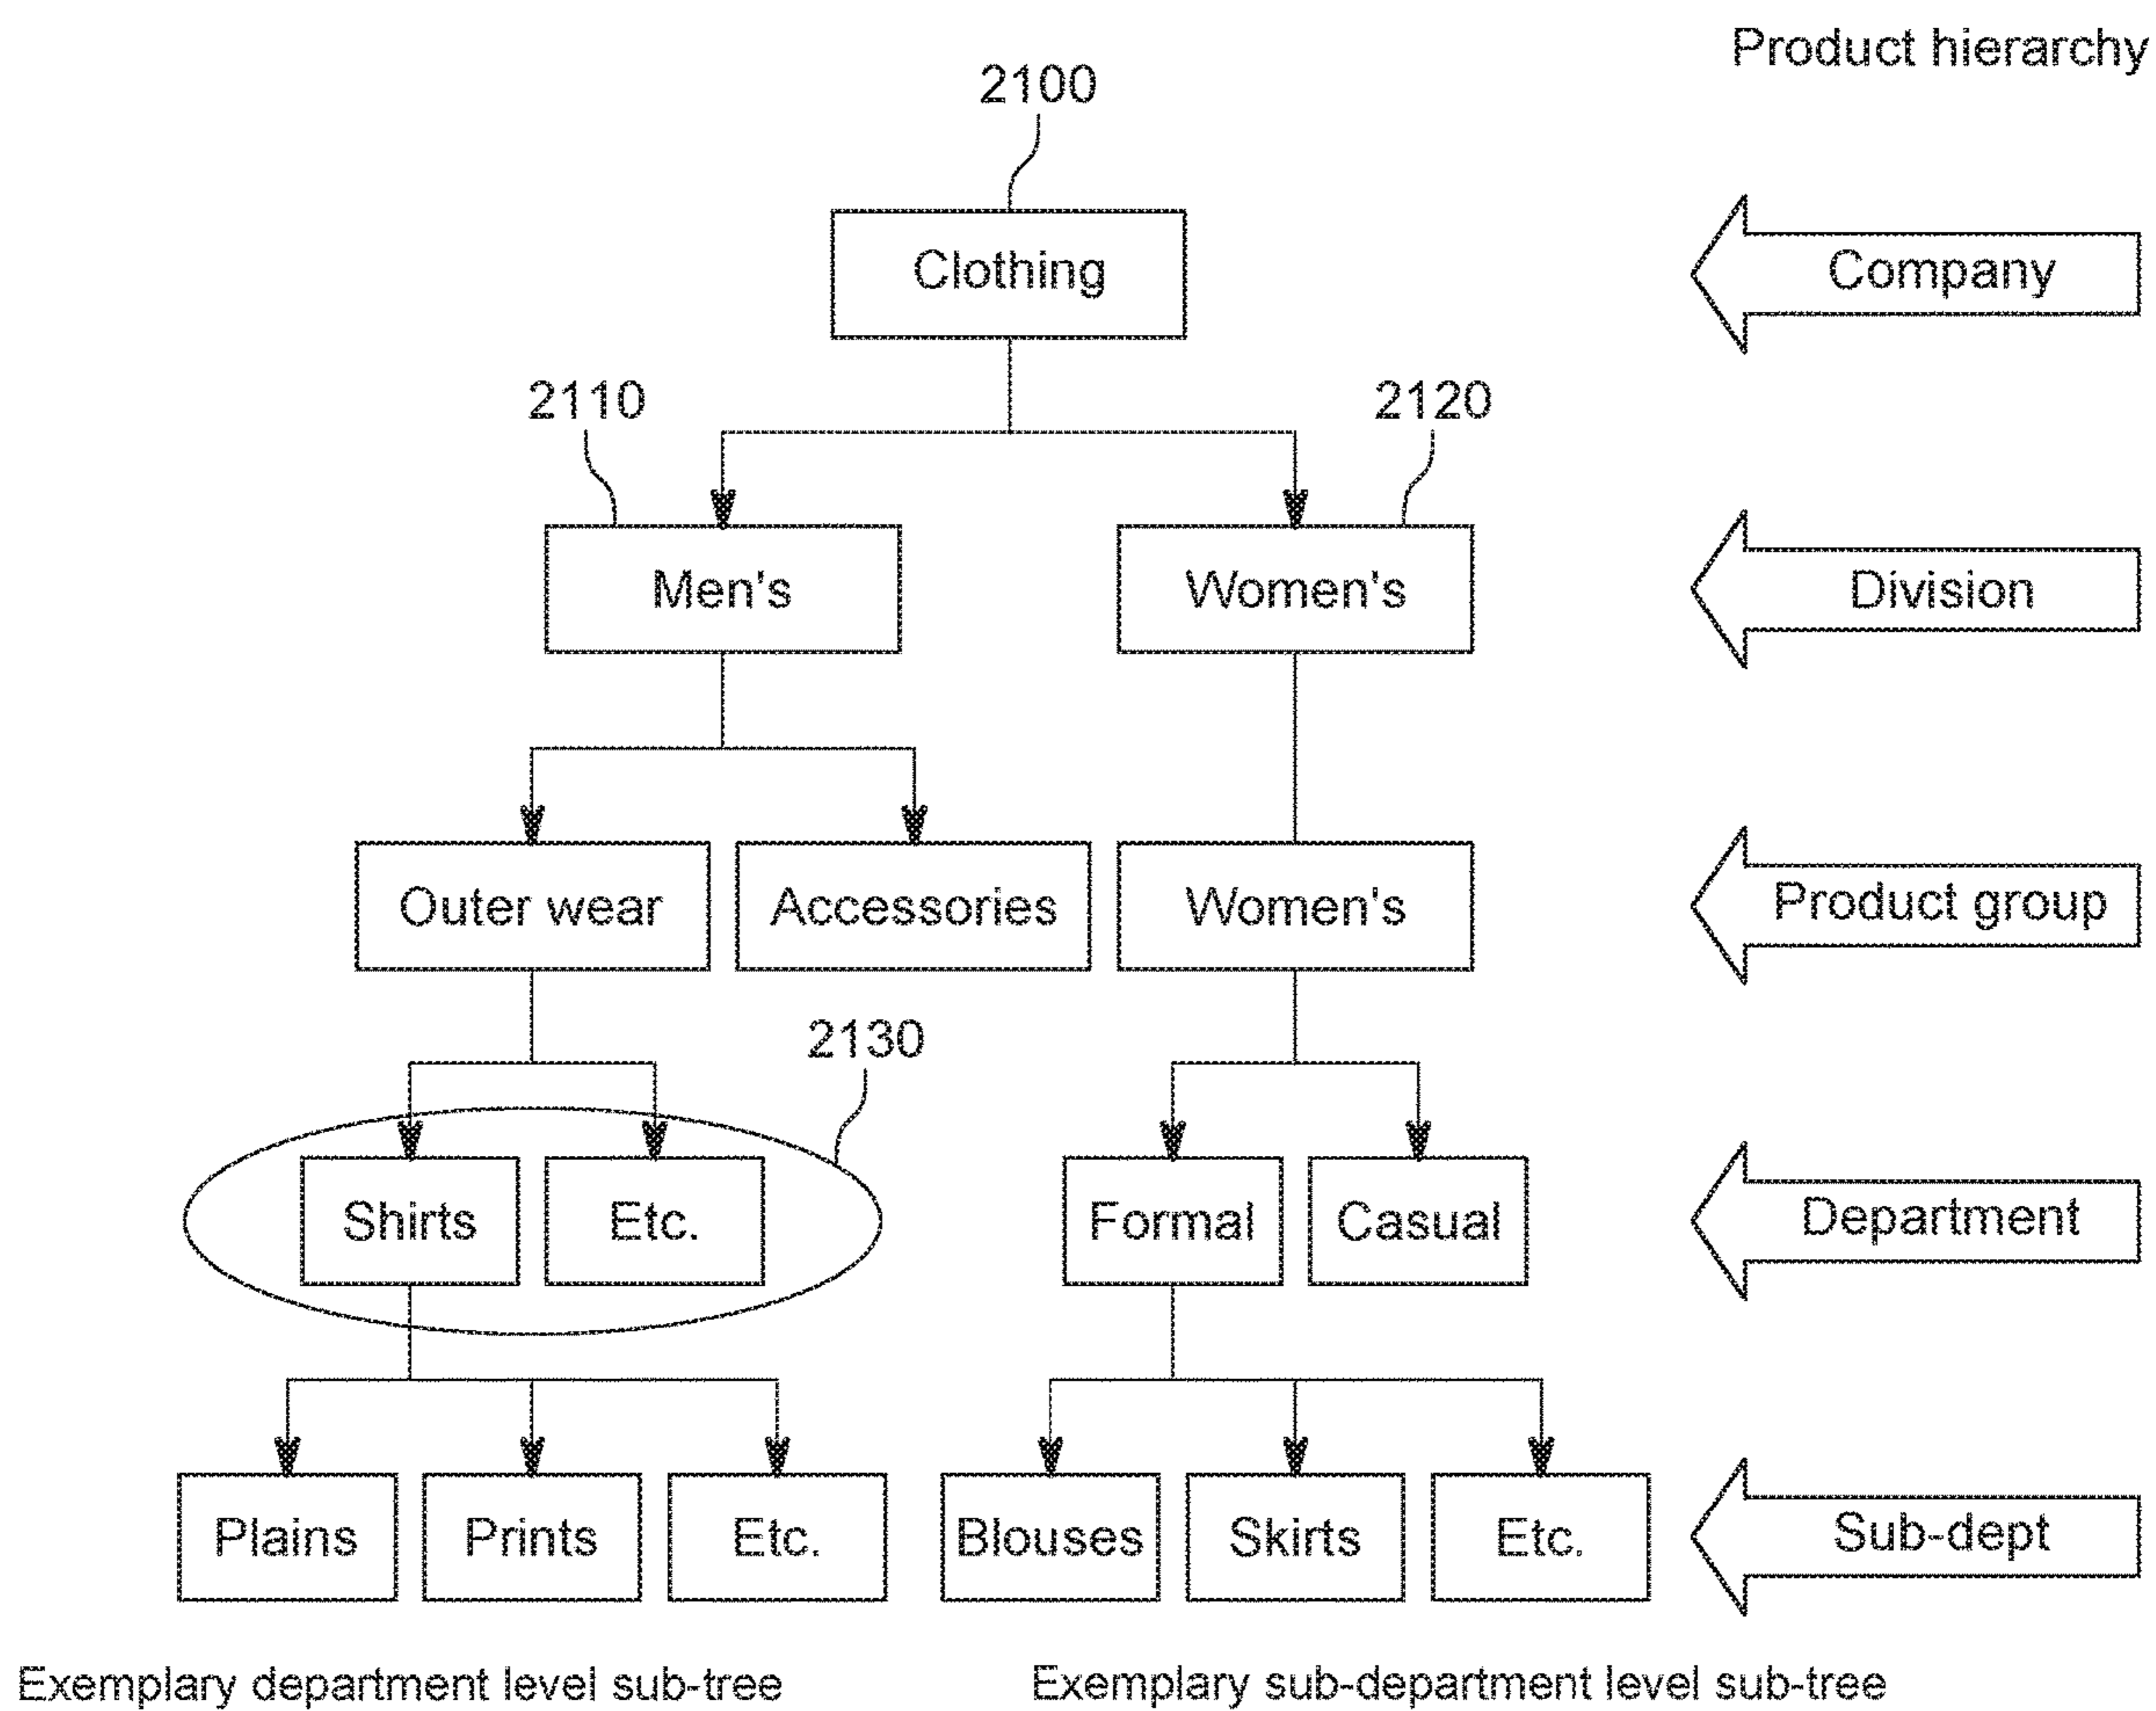 Product hierarchy
2100
Clothing
Company
2110
2120
Men's
Women's
Division
Outer wear
Accessories
Women's
Product group
2130
Shirts
Etc.
Formal
Casual
Department
Plains
Prints
Etc.
Blouses
Skirts
Etc.
Sub-dept
Exemplary department level sub-tree
Exemplary sub-department level sub-tree